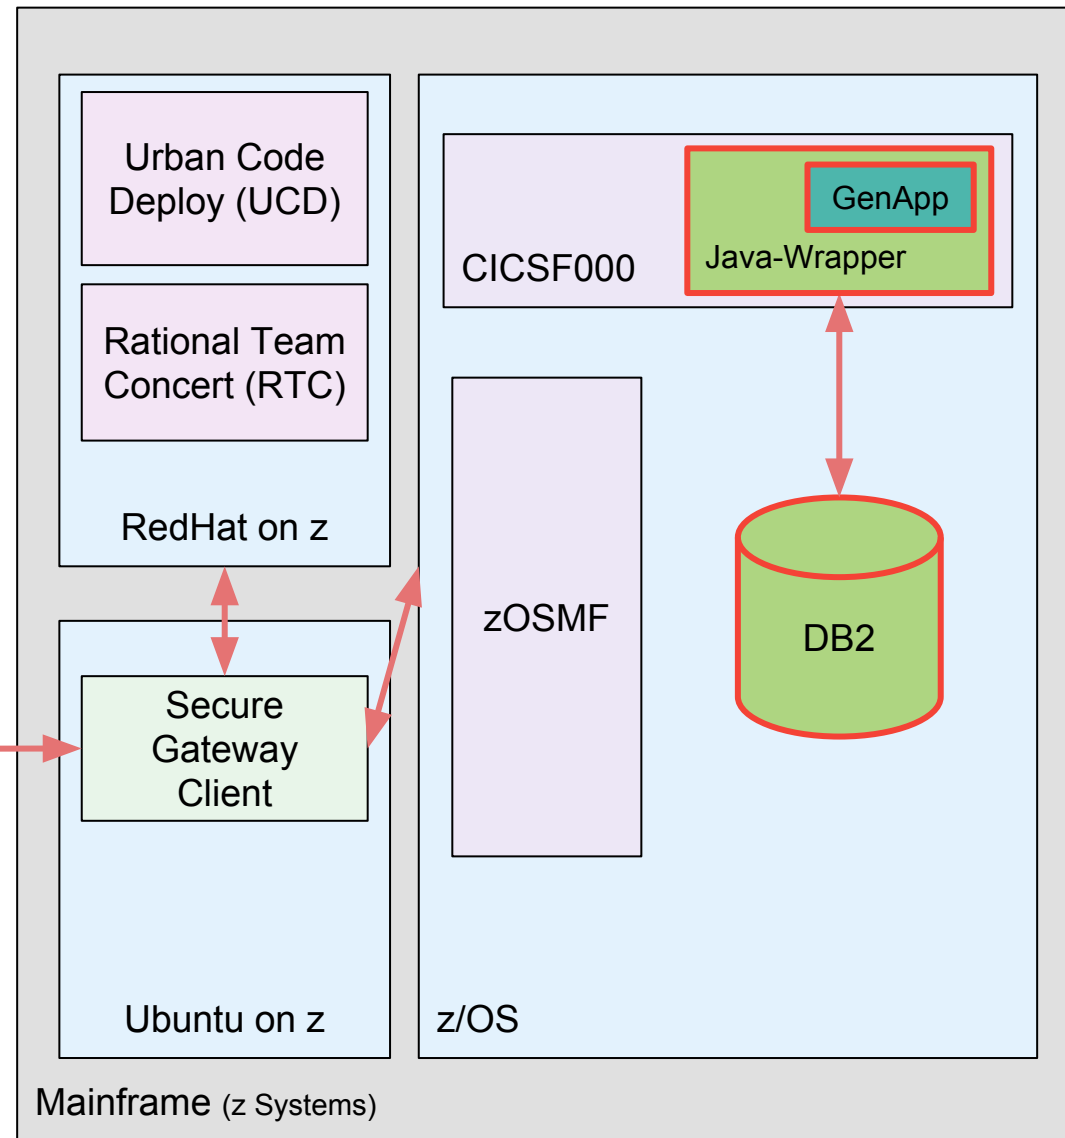 Urban Code
Deploy (UCD)
Rational Team
Concert (RTC)
RedHat on z
Secure
Gateway
Client
Ubuntu on z
GenApp
Java-Wrapper
CICSF000
zOSMF
DB2
z/OS
Mainframe (z Systems)